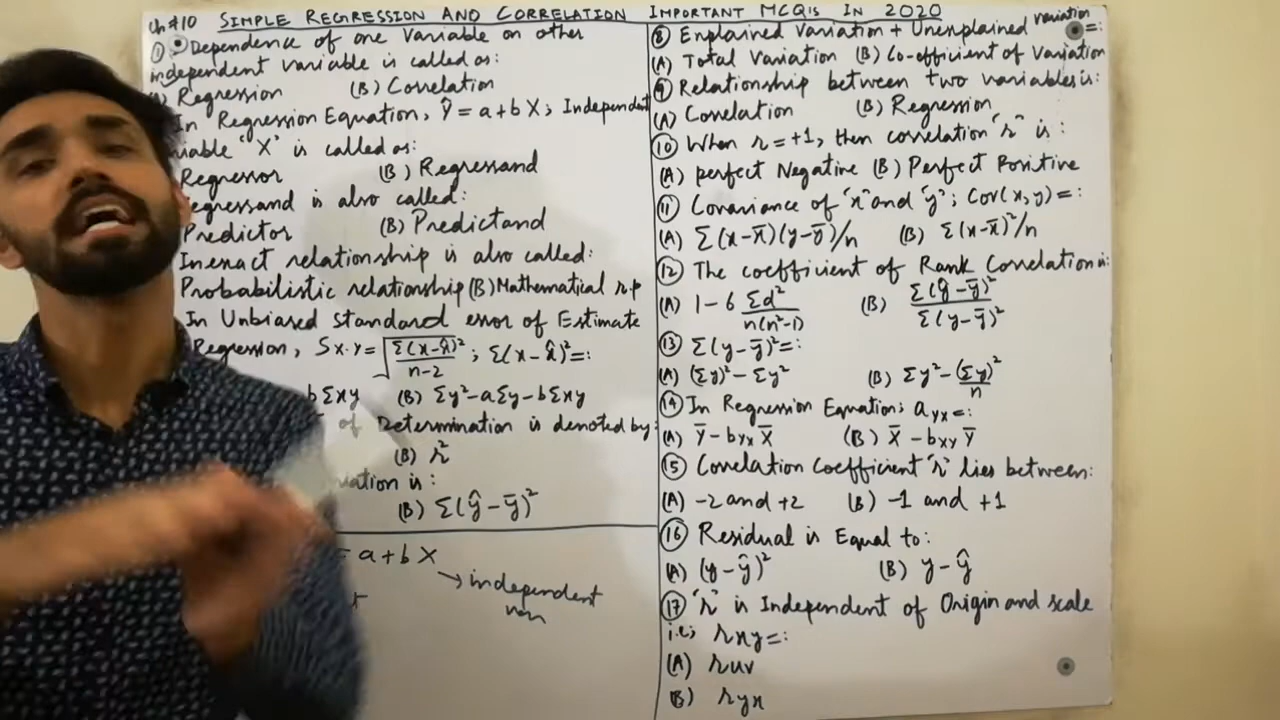 Ch #10 SIMPLE REGRESSION AND CORRELATION IMPORTANT MCQ's IN 2020
① Dependence of one variable on other
independent variable is called as:
Regression (B) Correlation
In Regression Equation, Ŷ = a + b X; Independent
"X" is called as:
Regressor (B) Regressand
Regressand is also called:
Predictor (B) Predictand
Inexact relationship is also called:
Probabilistic relationship (B) Mathematical r.p
In Unbiased Standard error of Estimate
Regression, Sx.y = √Σ(x-x̂)²/n-2 ; Σ(x-x̂)² =:
bΣxy (B) Σy²-aΣy-bΣxy
of Determination is denoted by:
(B) r²
is:
(B) Σ(ŷ-ȳ)²
= a + b X
→ independent
⑧ Explained Variation + Unexplained variation =:
(A) Total Variation (B) Co-efficient of Variation
⑨ Relationship between two variables is:
(A) Correlation (B) Regression
⑩ When r = +1, then correlation "r" is:
(A) perfect Negative (B) Perfect Positive
⑪ Covariance of "x" and "y"; Cov(x,y) =:
(A) Σ(x-x̄)(y-ȳ)/n (B) Σ(x-x̄)²/n
⑫ The coefficient of Rank Correlation is:
(A) 1-6 Σd²/n(n²-1) (B) Σ(ŷ-ȳ)²/Σ(y-ȳ)²
⑬ Σ(y-ȳ)² =:
(A) (Σy)²-Σy² (B) Σy²-(Σy)²/n
⑭ In Regression Equation; ayx =:
(A) Ȳ - byx X̄ (B) X̄ - bxy Ȳ
⑮ Correlation Coefficient "r" lies between:
(A) -2 and +2 (B) -1 and +1
⑯ Residual is Equal to:
(A) (y-ŷ)² (B) y-ŷ
⑰ "r" is Independent of Origin and scale
i.e; rxy =:
(A) ruv
(B) ryx